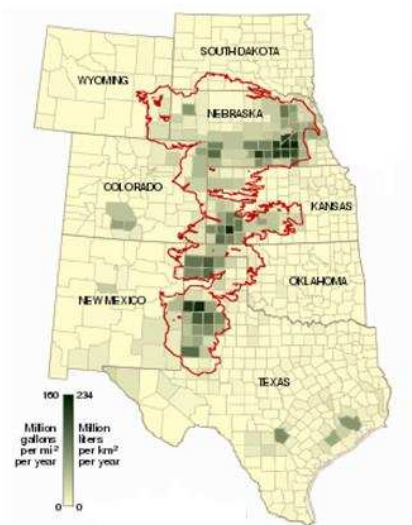 SOUTH DAKOTA
WYOMING
NEBRASKA
COLORADO
KANSAS
OKLAHOMA
NEW MEXICO
TEXAS
160 234
Million gallons per mi² per year
Million liters per km² per year
0 0